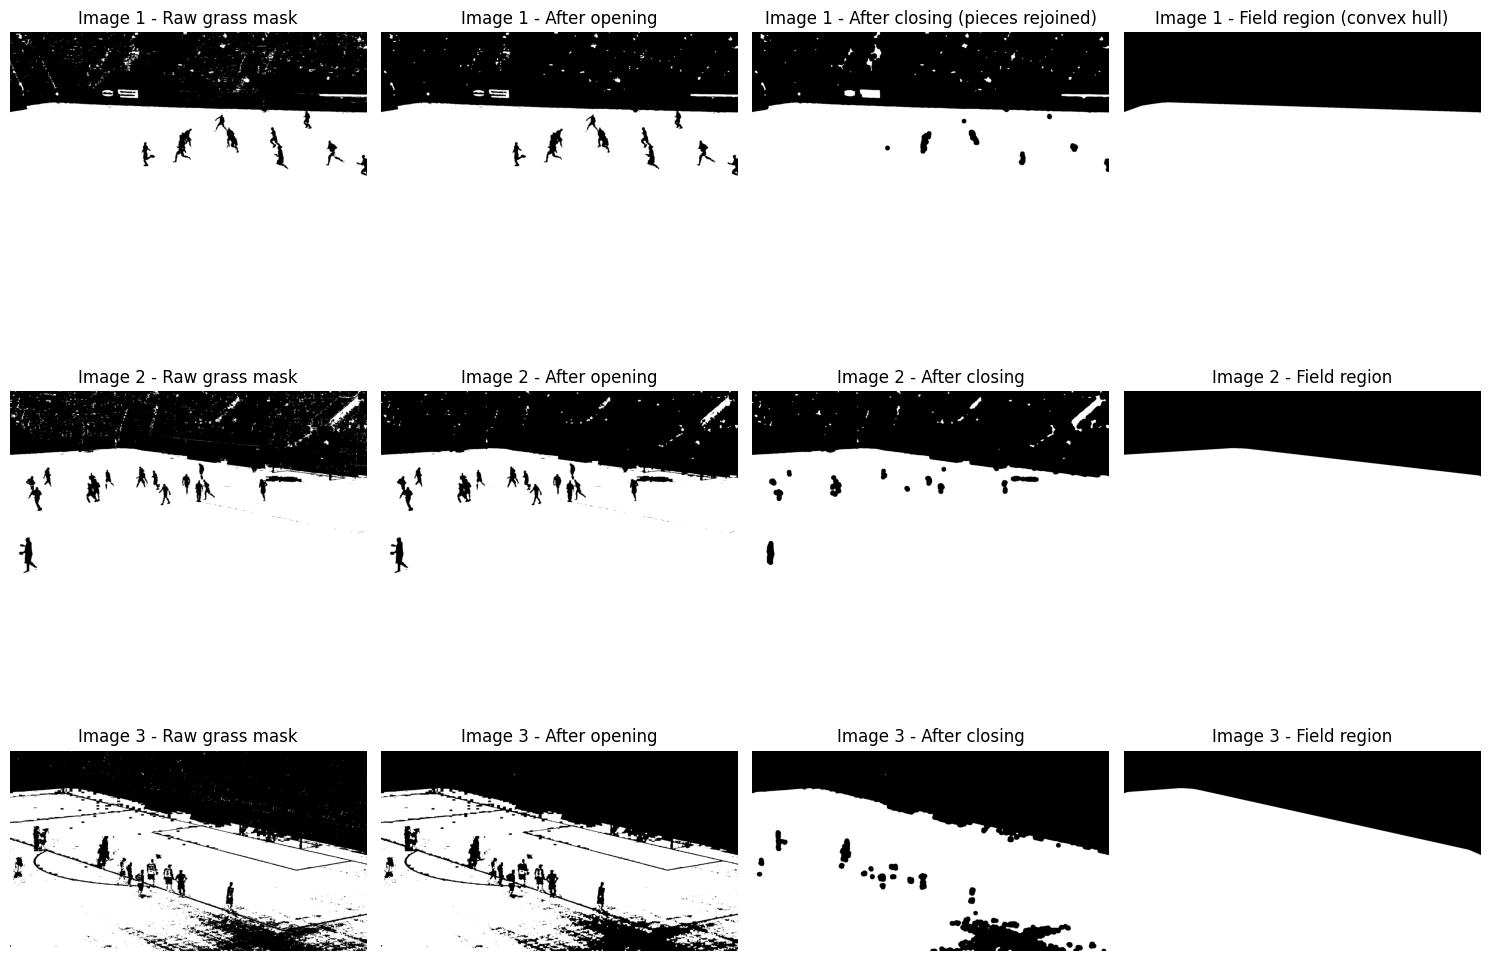 Image 1 - Raw grass mask
Image 1 - After opening
Image 1 - After closing (pieces rejoined)
Image 1 - Field region (convex hull)
Image 2 - Raw grass mask
Image 2 - After opening
Image 2 - After closing
Image 2 - Field region
Image 3 - Raw grass mask
Image 3 - After opening
Image 3 - After closing
Image 3 - Field region